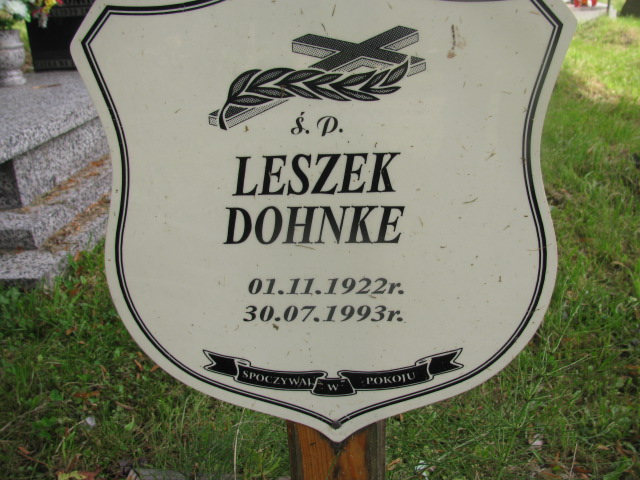 Ś. P.
LESZEK
DOHNKE
01.11.1922r.
30.07.1993r.
SPOCZYWAJ W POKOJU